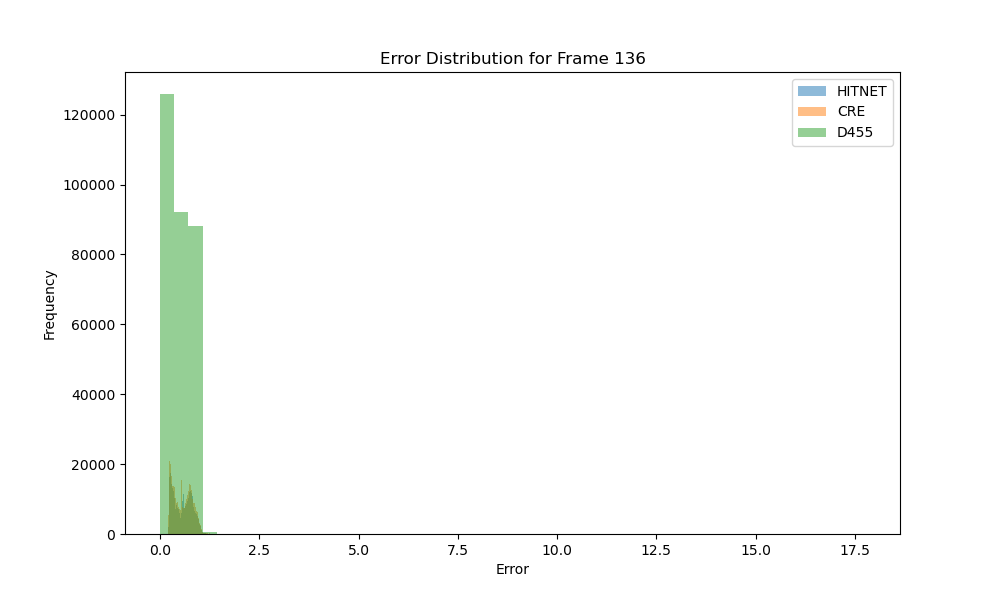 Error Distribution for Frame 136
HITNET
CRE
D455
120000
100000
80000
60000
40000
20000
0
Frequency
0.0 2.5 5.0 7.5 10.0 12.5 15.0 17.5
Error